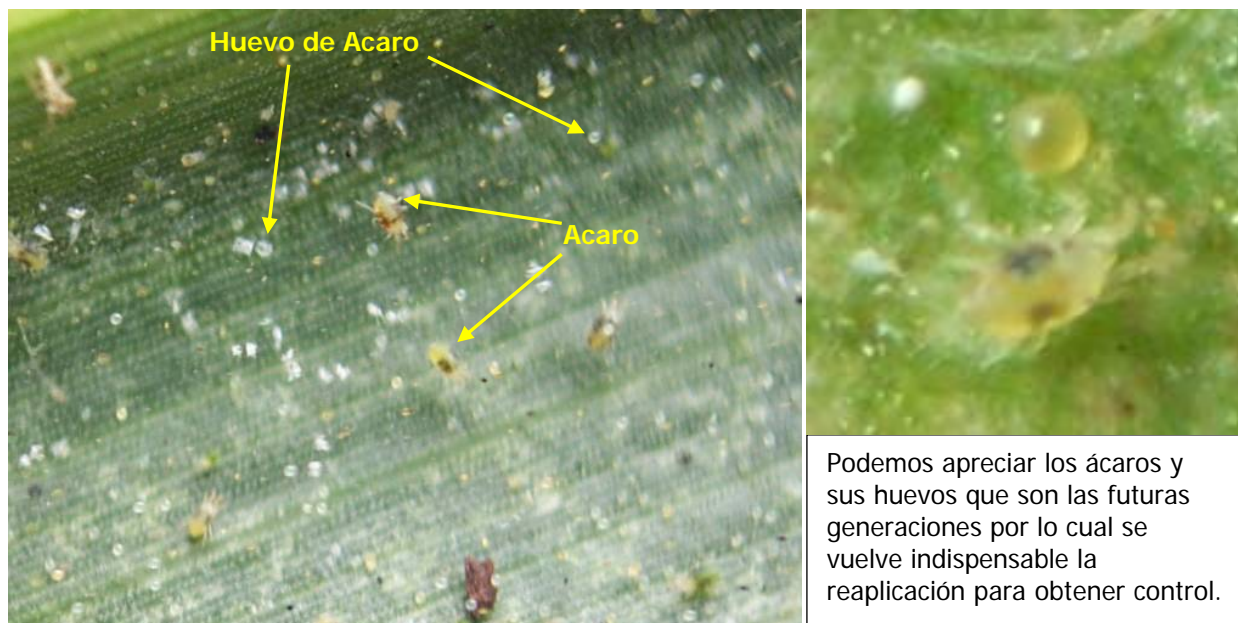 Huevo de Acaro
Acaro
Podemos apreciar los ácaros y
sus huevos que son las futuras
generaciones por lo cual se
vuelve indispensable la
reaplicación para obtener control.